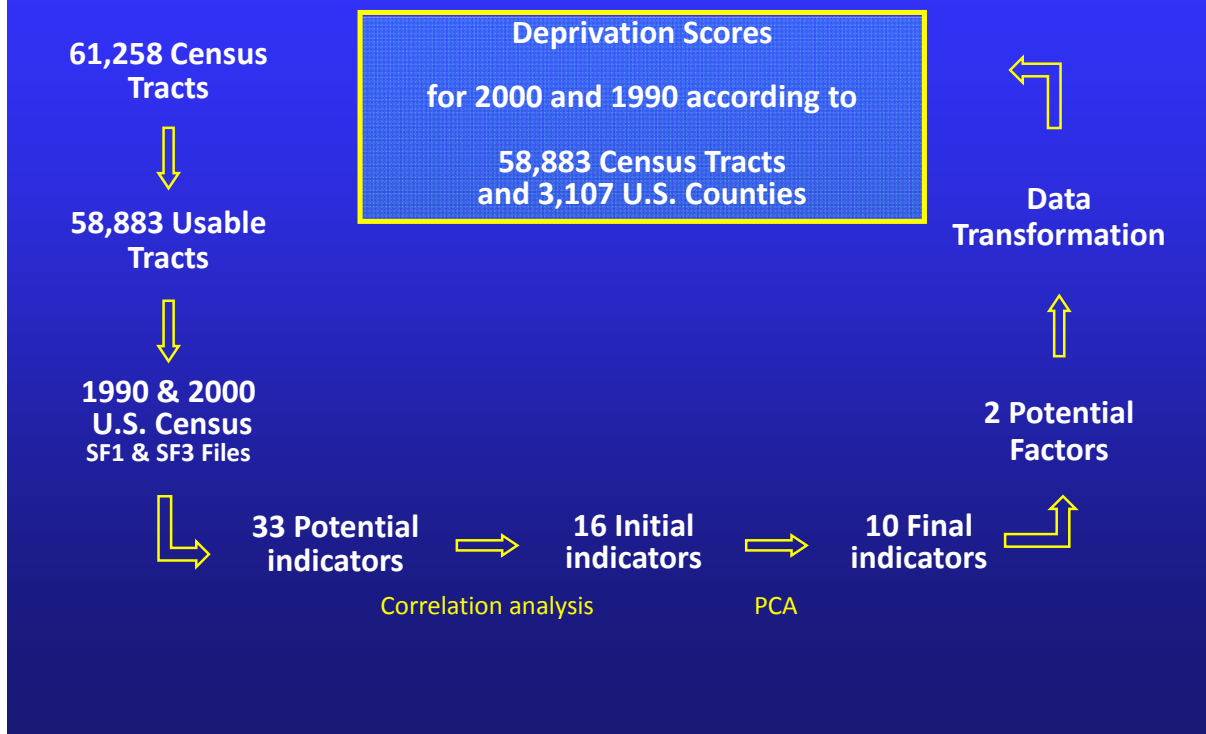 61,258 Census
Tracts
58,883 Usable
Tracts
1990 & 2000
U.S. Census
SF1 & SF3 Files
33 Potential
indicators
Correlation analysis
16 Initial
indicators
PCA
10 Final
indicators
2 Potential
Factors
Data
Transformation
Deprivation Scores
for 2000 and 1990 according to
58,883 Census Tracts
and 3,107 U.S. Counties